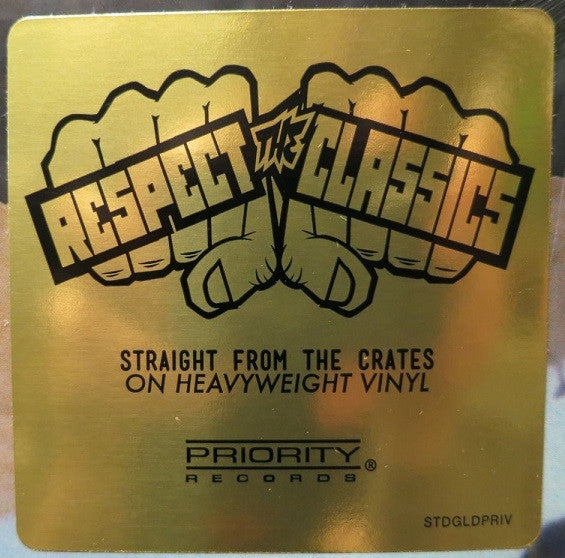 RESPECT THE CLASSICS
STRAIGHT FROM THE CRATES
ON HEAVYWEIGHT VINYL
PRIORITY
RECORDS ®
STDGLDPRIV